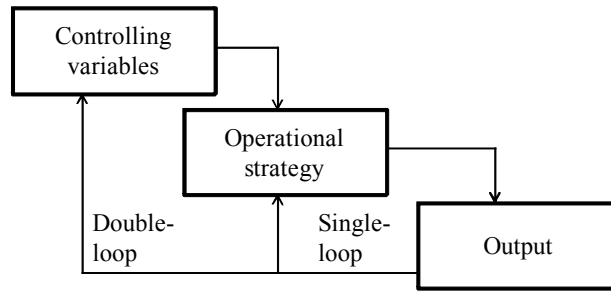 Controlling
variables
Operational
strategy
Double-
loop
Single-
loop
Output